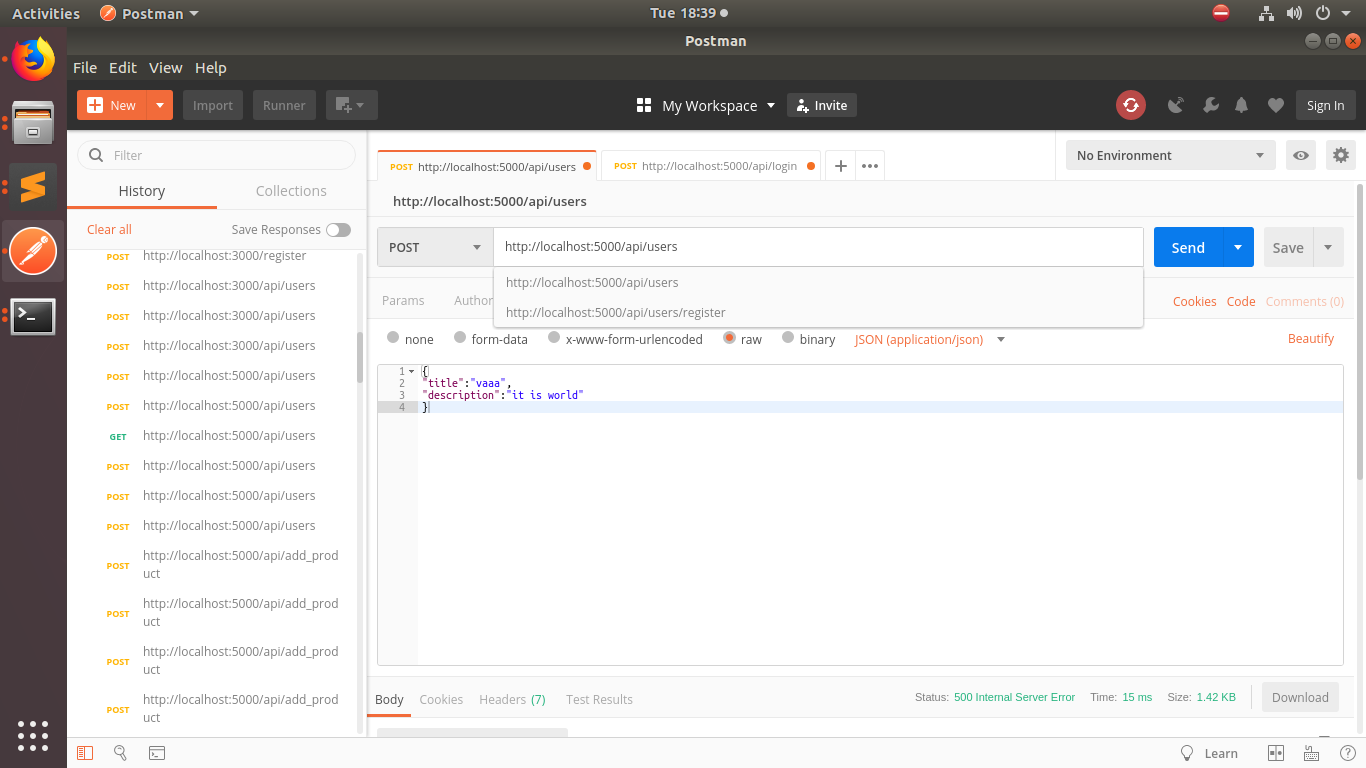 Activities
Postman
Tue 18:39
Postman
File Edit View Help
New
Import
Runner
My Workspace
Invite
Sign In
Filter
History
Collections
Clear all
Save Responses
POST http://localhost:3000/register
POST http://localhost:3000/api/users
POST http://localhost:3000/api/users
POST http://localhost:3000/api/users
POST http://localhost:5000/api/users
POST http://localhost:5000/api/users
GET http://localhost:5000/api/users
POST http://localhost:5000/api/users
POST http://localhost:5000/api/users
POST http://localhost:5000/api/users
POST http://localhost:5000/api/add_prod
uct
POST http://localhost:5000/api/add_prod
uct
POST http://localhost:5000/api/add_prod
uct
POST http://localhost:5000/api/add_prod
uct
POST http://localhost:5000/api/users
POST http://localhost:5000/api/login
No Environment
http://localhost:5000/api/users
POST
http://localhost:5000/api/users
Send
Save
http://localhost:5000/api/users
http://localhost:5000/api/users/register
Params
Author
Cookies
Code
Comments (0)
none
form-data
x-www-form-urlencoded
raw
binary
JSON (application/json)
Beautify
1 {
2 "title":"vaaa",
3 "description":"it is world"
4 }
Body
Cookies
Headers (7)
Test Results
Status: 500 Internal Server Error
Time: 15 ms
Size: 1.42 KB
Download
Learn